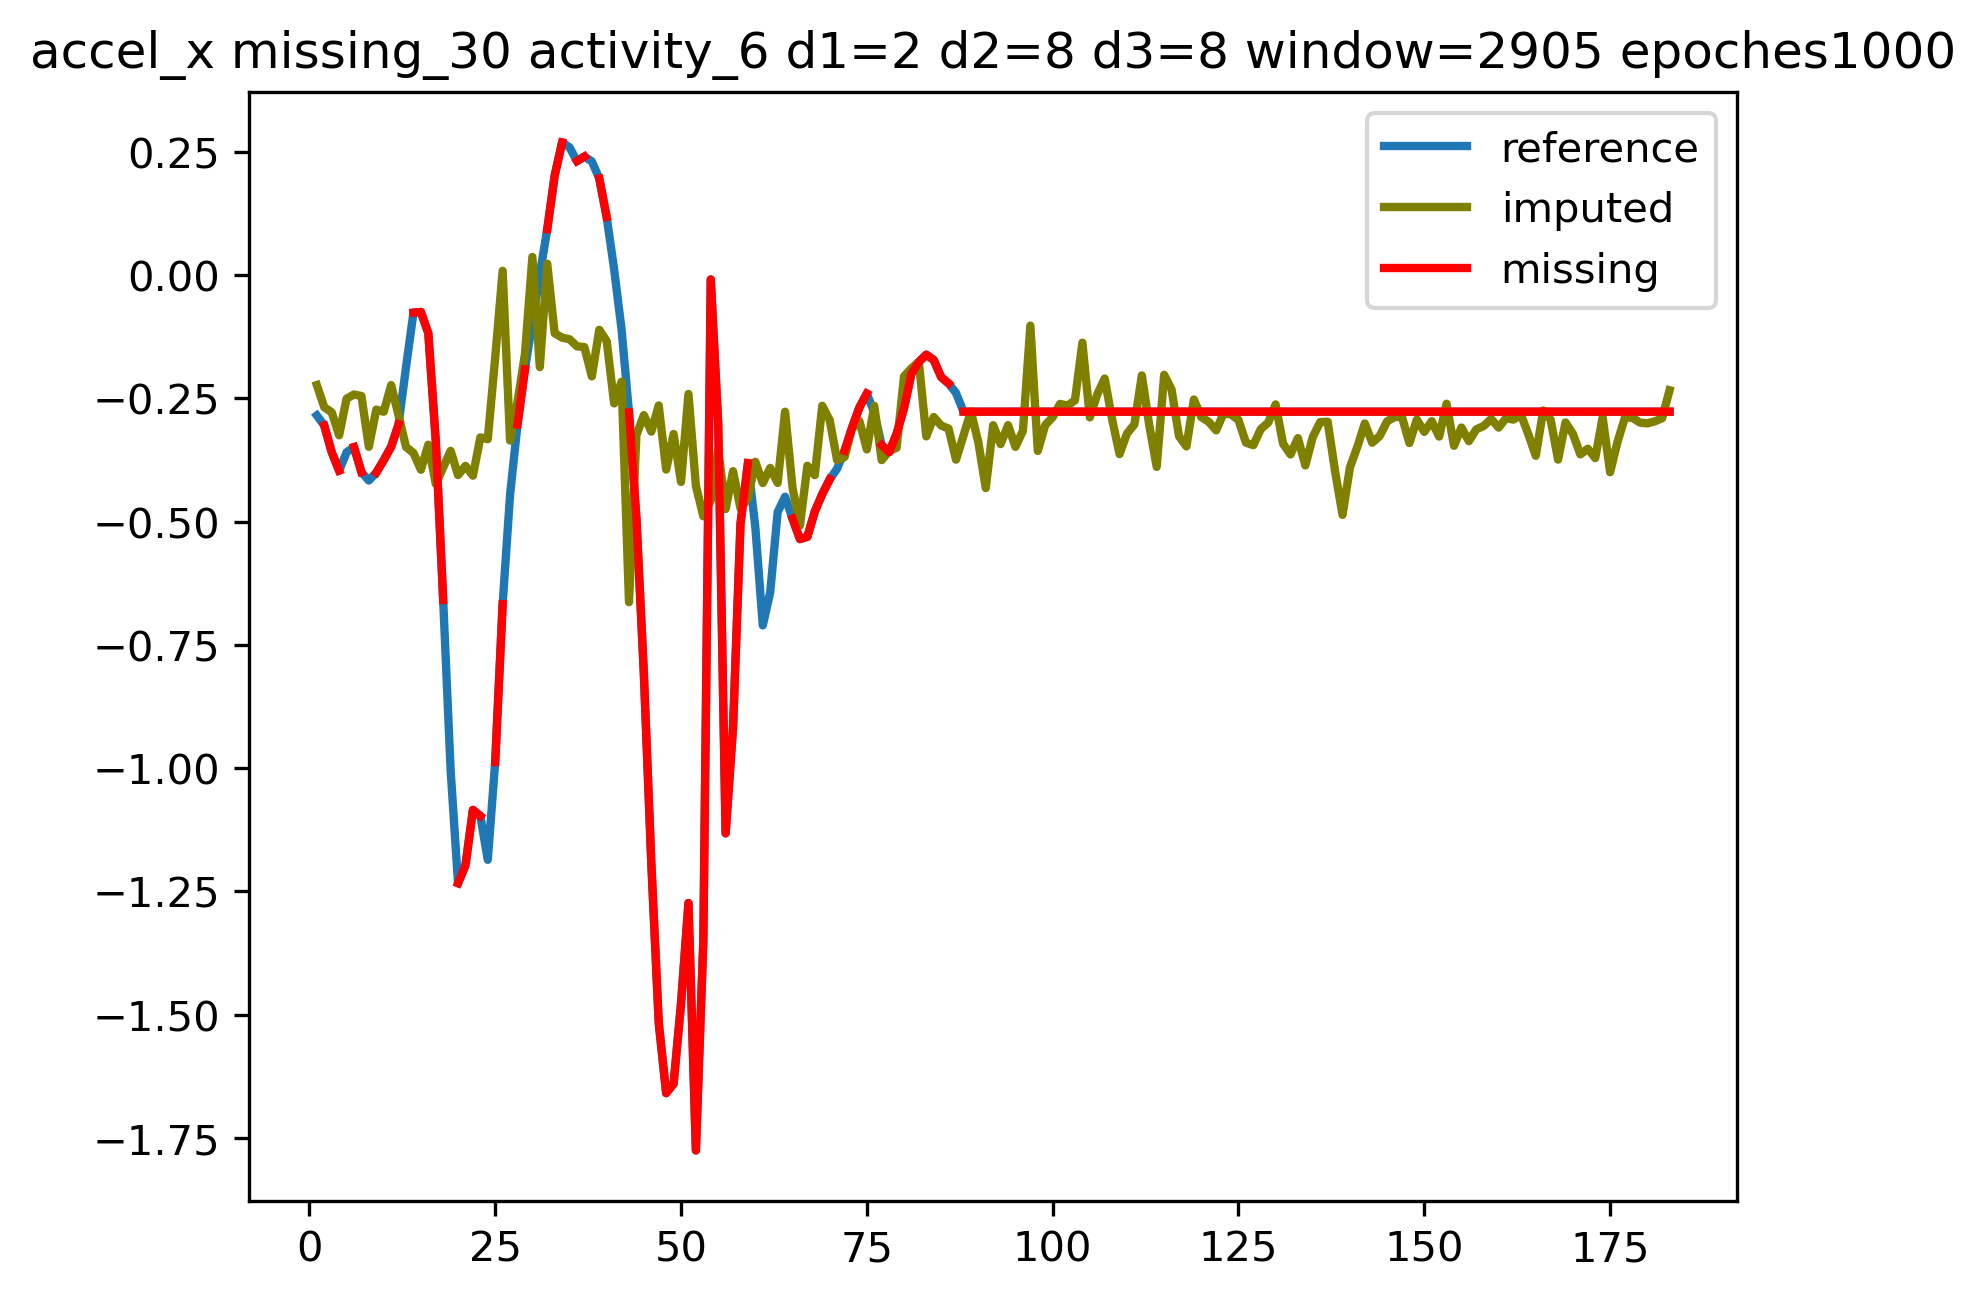 accel_x missing_30 activity_6 d1=2 d2=8 d3=8 window=2905 epoches1000
reference
imputed
missing
0.25
0.00
−0.25
−0.50
−0.75
−1.00
−1.25
−1.50
−1.75
0 25 50 75 100 125 150 175